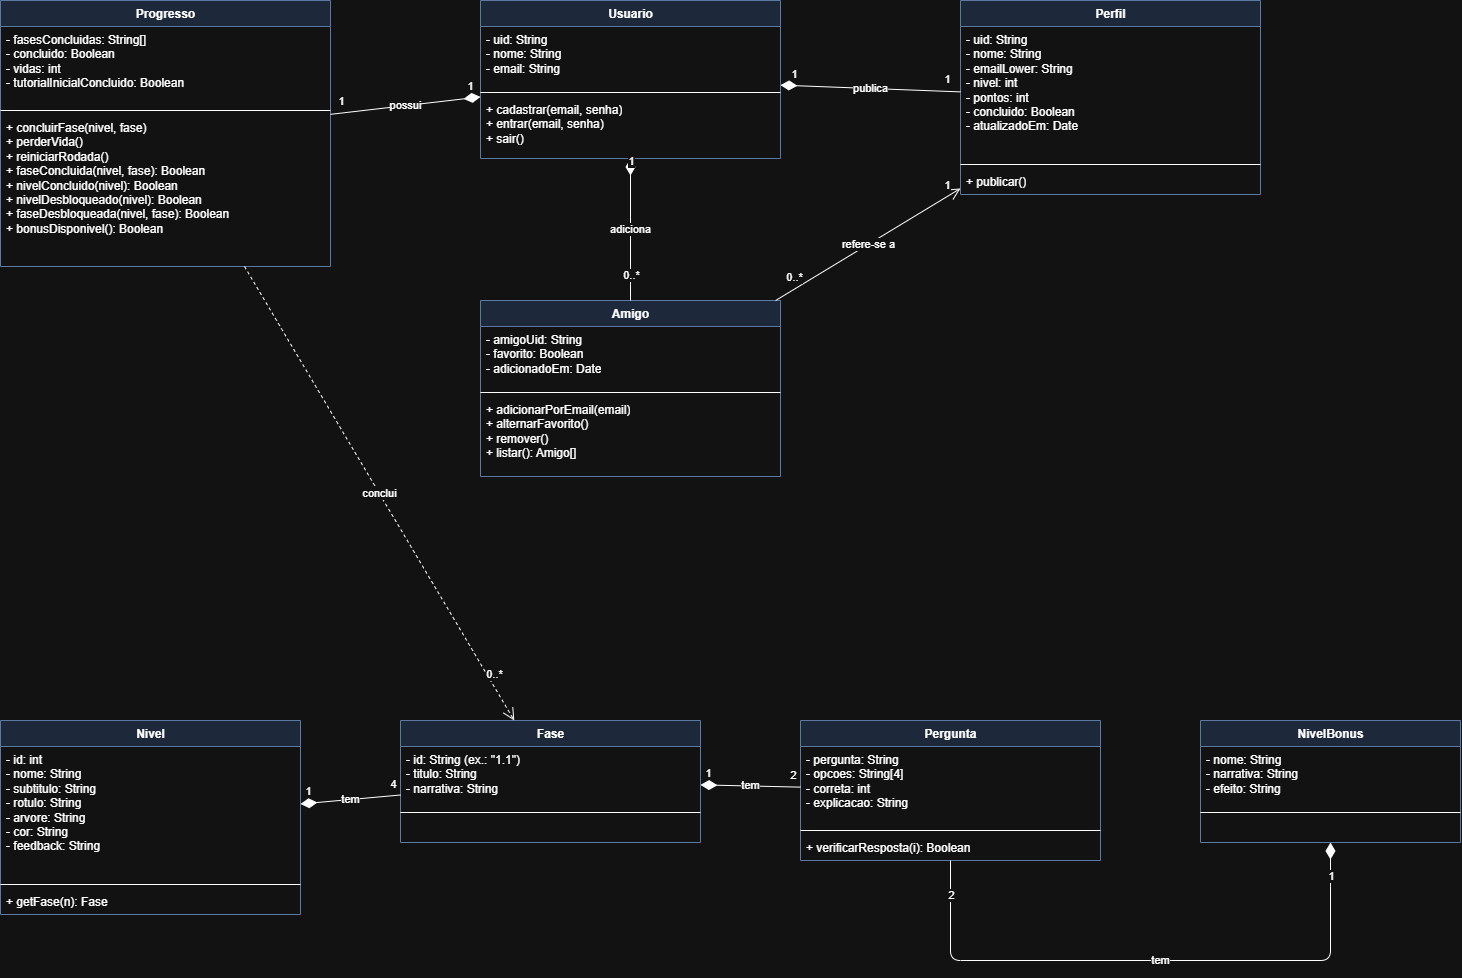 Progresso
- fasesConcluidas: String[]
- concluido: Boolean
- vidas: int
- tutorialInicialConcluido: Boolean
+ concluirFase(nivel, fase)
+ perderVida()
+ reiniciarRodada()
+ faseConcluida(nivel, fase): Boolean
+ nivelConcluido(nivel): Boolean
+ nivelDesbloqueado(nivel): Boolean
+ faseDesbloqueada(nivel, fase): Boolean
+ bonusDisponivel(): Boolean
1
possui
1
Usuario
- uid: String
- nome: String
- email: String
+ cadastrar(email, senha)
+ entrar(email, senha)
+ sair()
1
publica
1
Perfil
- uid: String
- nome: String
- emailLower: String
- nivel: int
- pontos: int
- concluido: Boolean
- atualizadoEm: Date
+ publicar()
1
adiciona
0..*
1
refere-se a
0..*
Amigo
- amigoUid: String
- favorito: Boolean
- adicionadoEm: Date
+ adicionarPorEmail(email)
+ alternarFavorito()
+ remover()
+ listar(): Amigo[]
conclui
0..*
Nivel
- id: int
- nome: String
- subtitulo: String
- rotulo: String
- arvore: String
- cor: String
- feedback: String
+ getFase(n): Fase
1
tem
4
Fase
- id: String (ex.: "1.1")
- titulo: String
- narrativa: String
1
tem
2
Pergunta
- pergunta: String
- opcoes: String[4]
- correta: int
- explicacao: String
+ verificarResposta(i): Boolean
NivelBonus
- nome: String
- narrativa: String
- efeito: String
1
2
tem